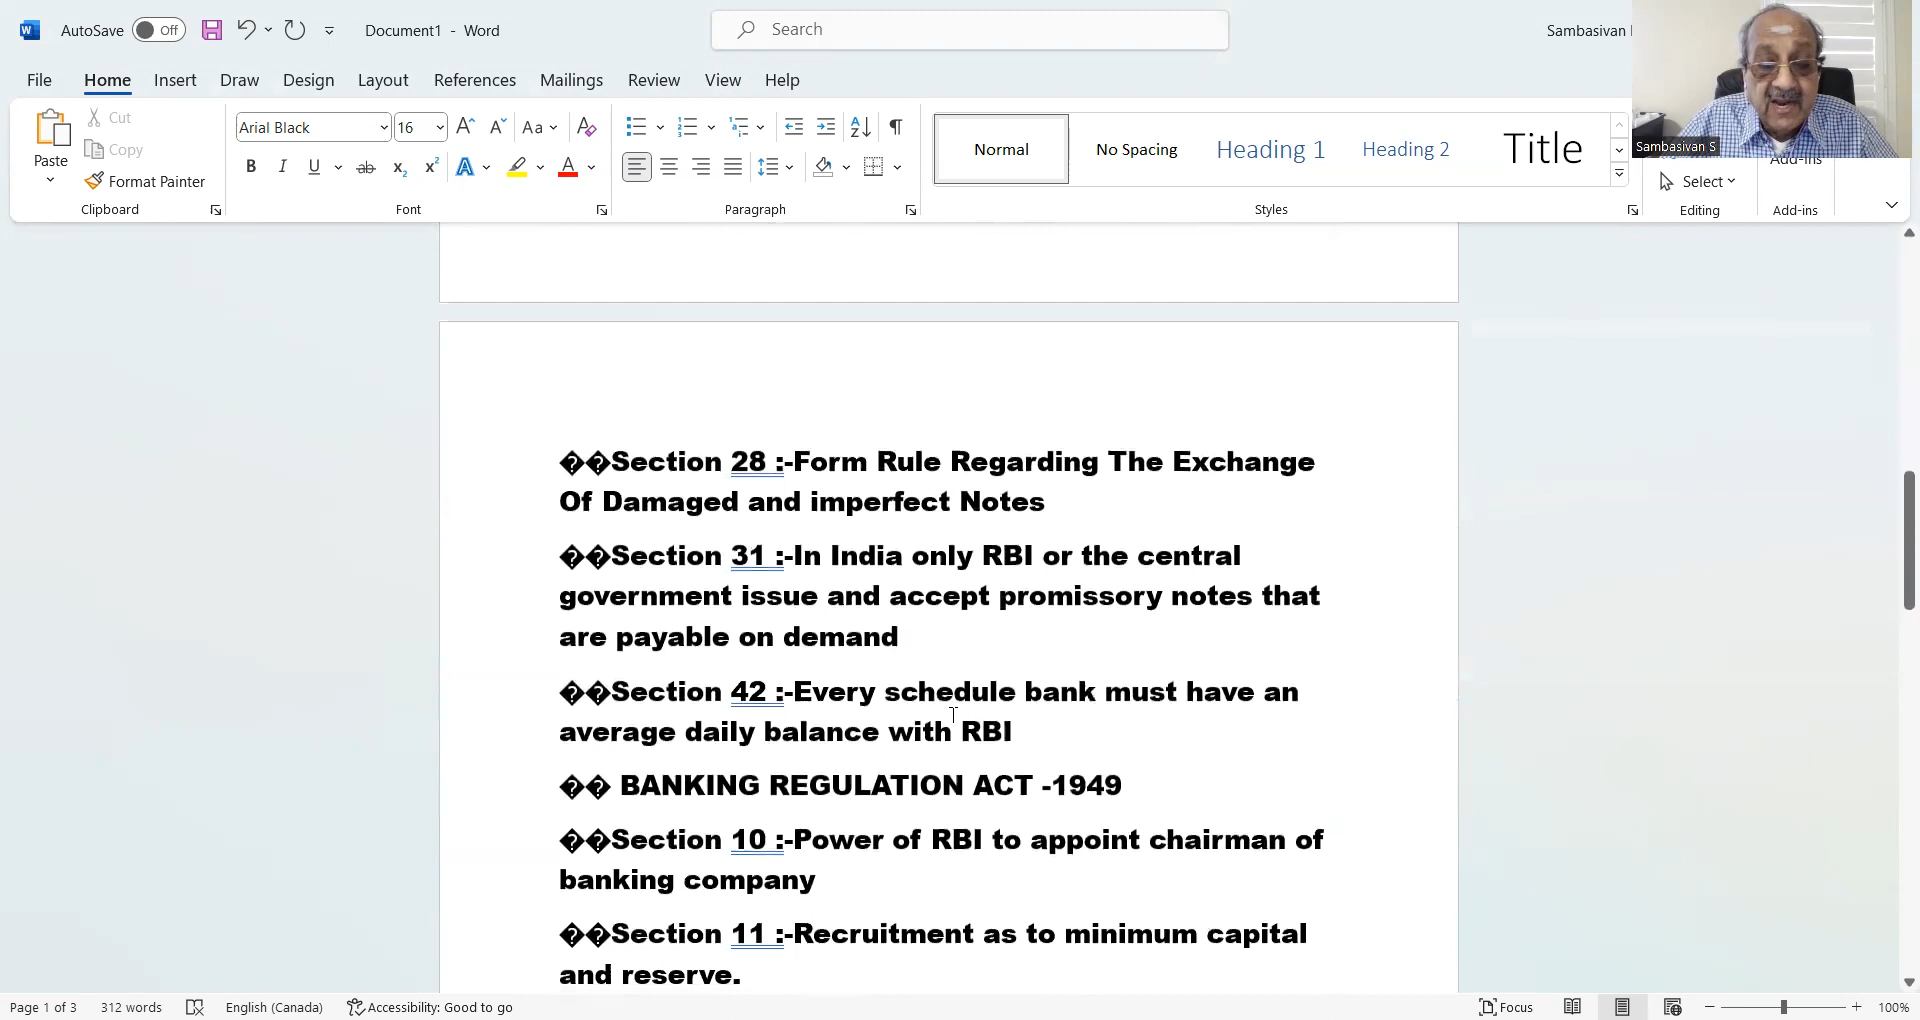 AutoSave Off Document1 - Word Search Sambasivan
File Home Insert Draw Design Layout References Mailings Review View Help
Paste Cut Copy Format Painter Clipboard
Arial Black 16 Font
Paragraph
Normal No Spacing Heading 1 Heading 2 Title Styles
Select Editing
Add-ins Add-ins
Sambasivan S
��Section 28 :-Form Rule Regarding The Exchange
Of Damaged and imperfect Notes
��Section 31 :-In India only RBI or the central
government issue and accept promissory notes that
are payable on demand
��Section 42 :-Every schedule bank must have an
average daily balance with RBI
�� BANKING REGULATION ACT -1949
��Section 10 :-Power of RBI to appoint chairman of
banking company
��Section 11 :-Recruitment as to minimum capital
and reserve.
Page 1 of 3 312 words English (Canada) Accessibility: Good to go Focus 100%